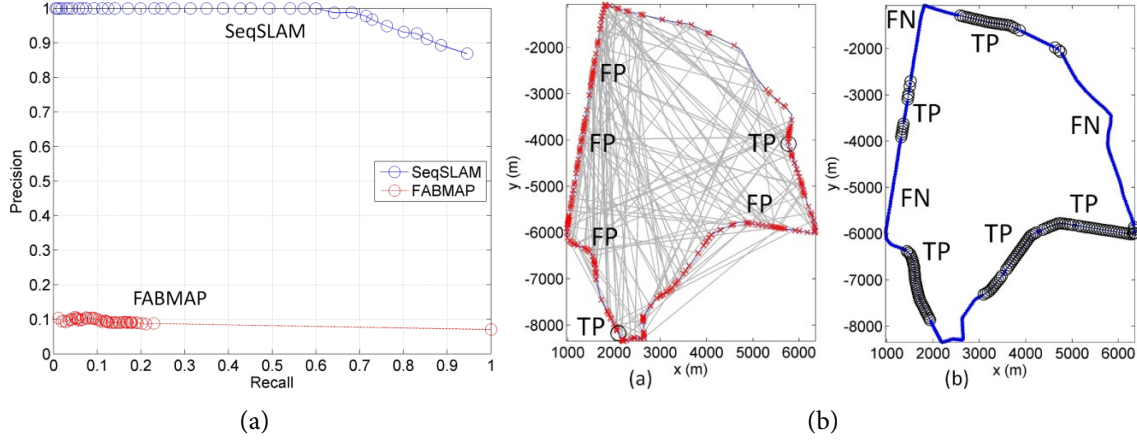 1
0.9
0.8
0.7
0.6
0.5
0.4
0.3
0.2
0.1
0
Precision
SeqSLAM
SeqSLAM
FABMAP
FABMAP
0 0.1 0.2 0.3 0.4 0.5 0.6 0.7 0.8 0.9 1
Recall
(a)
-2000
-3000
-4000
-5000
-6000
-7000
-8000
y (m)
FP
FP
TP
FP
FP
TP
1000 2000 3000 4000 5000 6000
x (m)
(a)
-2000
-3000
-4000
-5000
-6000
-7000
-8000
y (m)
FN
TP
TP
FN
FN
TP
TP
TP
1000 2000 3000 4000 5000 6000
x (m)
(b)
(b)